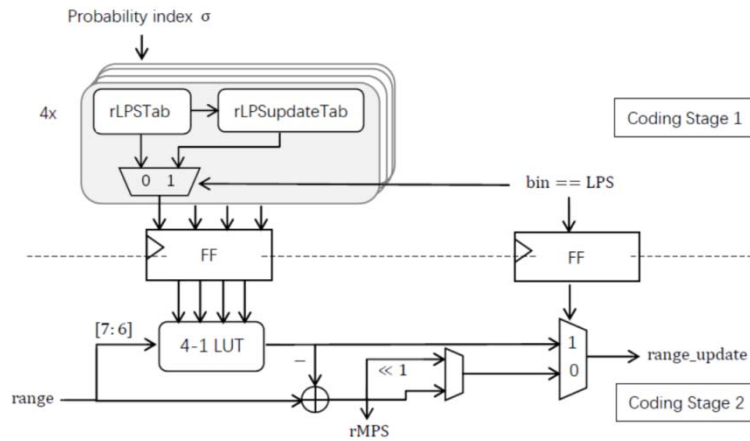 Probability index σ
4x
rLPSTab
rLPSupdateTab
Coding Stage 1
0 1
bin == LPS
FF
FF
[7: 6]
4-1 LUT
−
≪ 1
1
0
range_update
range
rMPS
Coding Stage 2